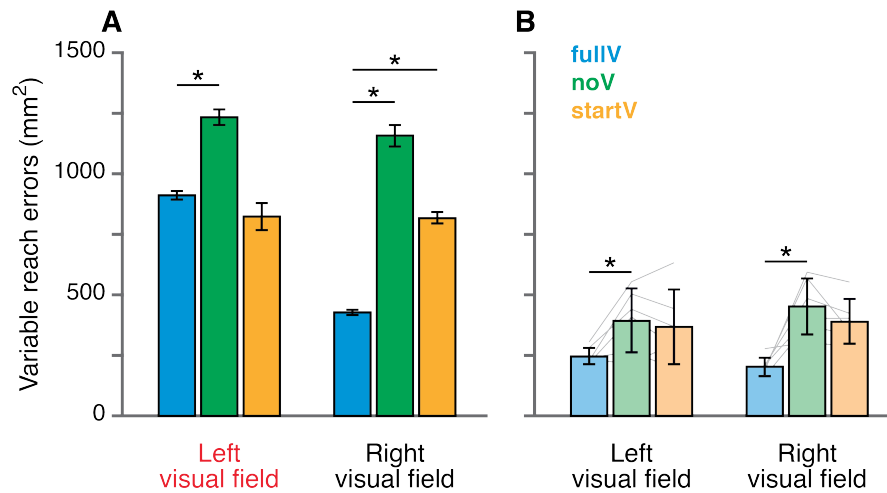 A
B
Variable reach errors (mm2)
1500
1000
500
0
*
*
*
*
*
fullV
noV
startV
Left
visual field
Right
visual field
Left
visual field
Right
visual field